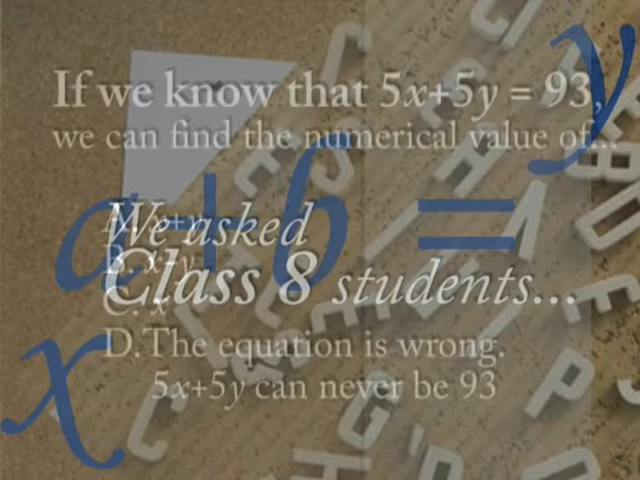 If we know that 5x+5y = 93,
we can find the numerical value of...
y
a+b =
We asked
A. x+y
B. x-y
Class 8 students...
C. x
D.The equation is wrong.
5x+5y can never be 93
x